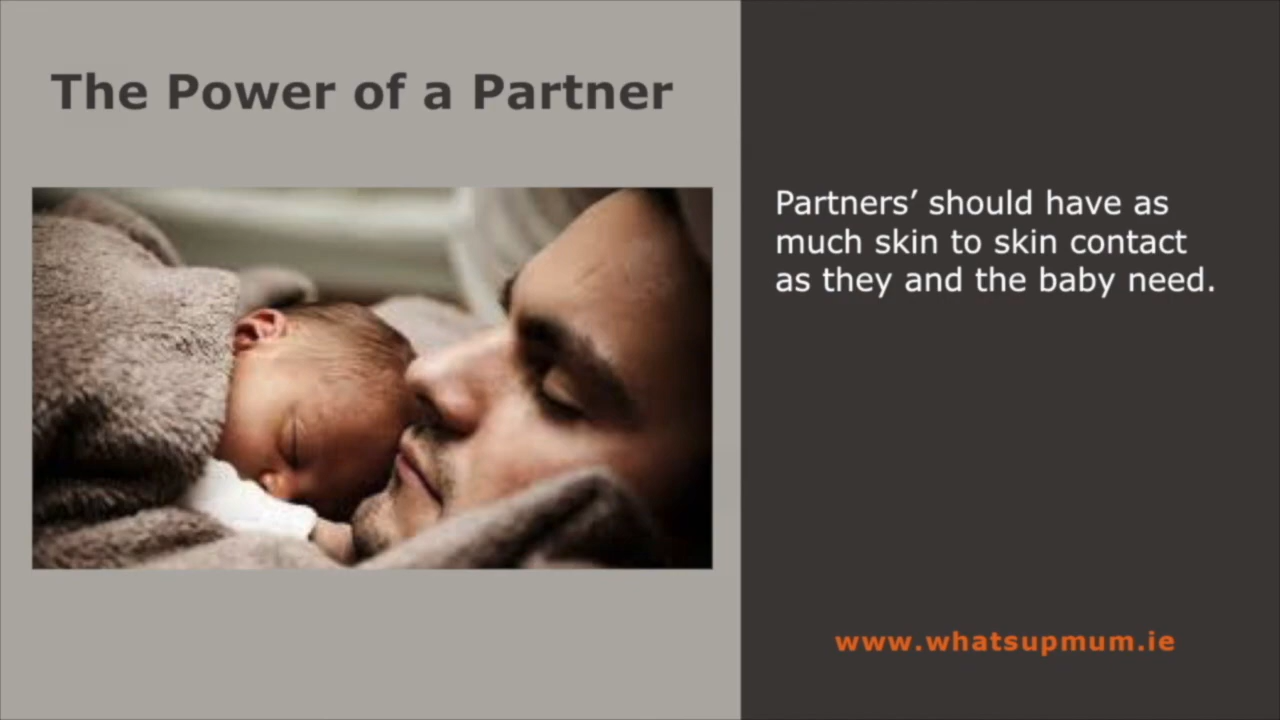 The Power of a Partner
Partners’ should have as
much skin to skin contact
as they and the baby need.
www.whatsupmum.ie